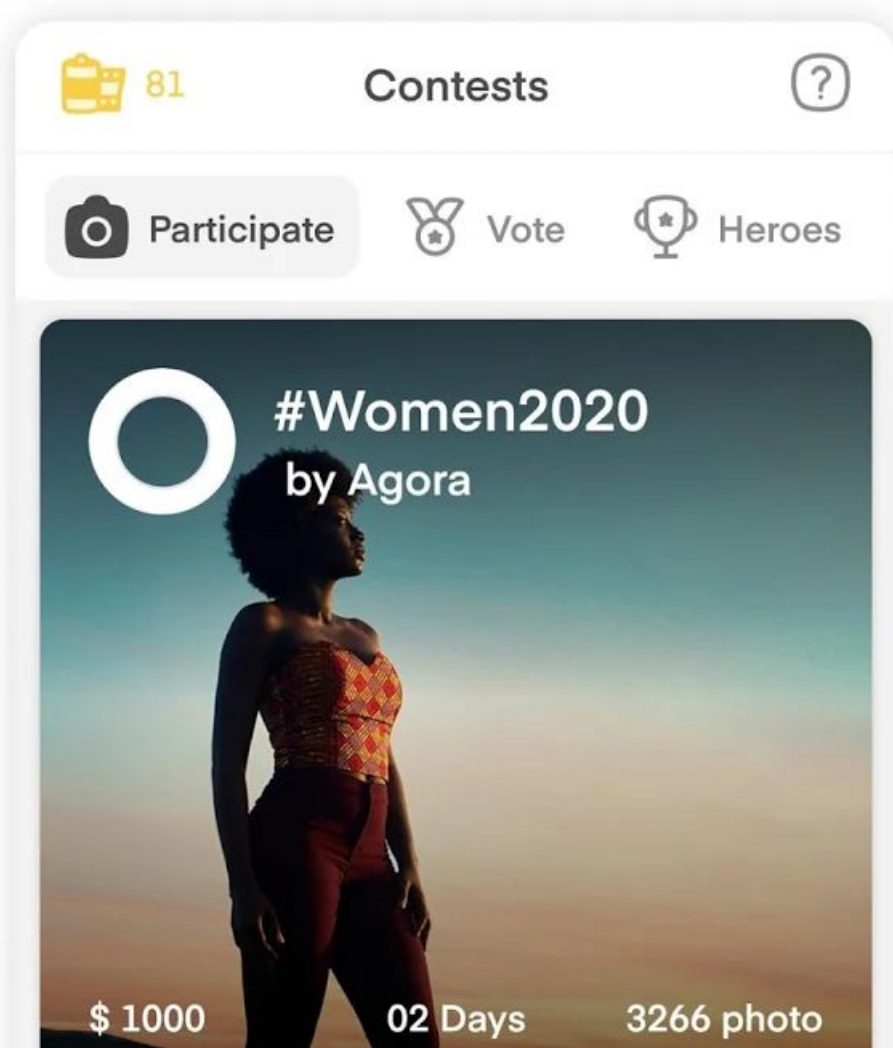 81
Contests
Participate
Vote
Heroes
#Women2020
by Agora
$ 1000
02 Days
3266 photo